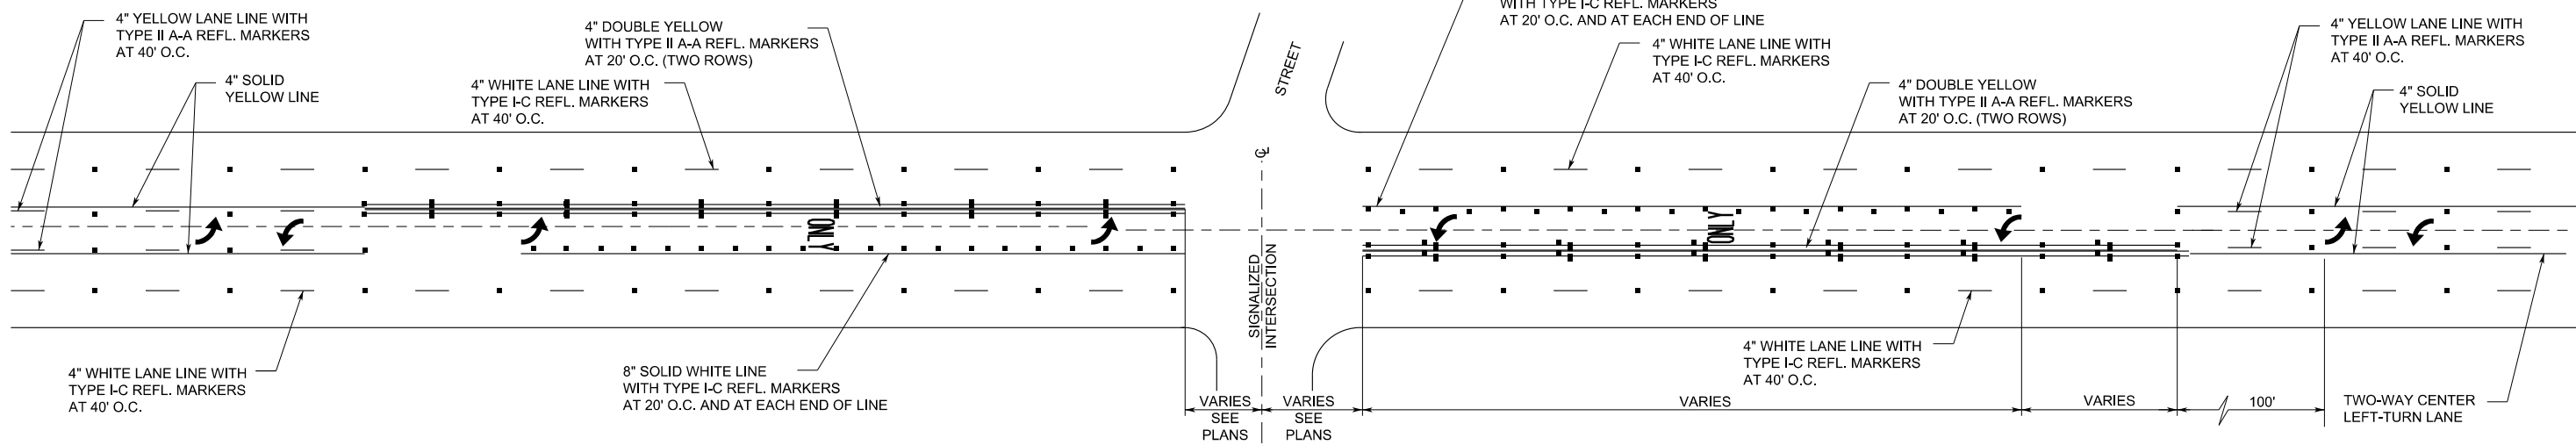 4" YELLOW LANE LINE WITH
TYPE II A-A REFL. MARKERS
AT 40' O.C.
4" SOLID
YELLOW LINE
4" DOUBLE YELLOW
WITH TYPE II A-A REFL. MARKERS
AT 20' O.C. (TWO ROWS)
4" WHITE LANE LINE WITH
TYPE I-C REFL. MARKERS
AT 40' O.C.
STREET
WITH TYPE I-C REFL. MARKERS
AT 20' O.C. AND AT EACH END OF LINE
4" WHITE LANE LINE WITH
TYPE I-C REFL. MARKERS
AT 40' O.C.
4" DOUBLE YELLOW
WITH TYPE II A-A REFL. MARKERS
AT 20' O.C. (TWO ROWS)
4" YELLOW LANE LINE WITH
TYPE II A-A REFL. MARKERS
AT 40' O.C.
4" SOLID
YELLOW LINE
ONLY
ONLY
SIGNALIZED
INTERSECTION
4" WHITE LANE LINE WITH
TYPE I-C REFL. MARKERS
AT 40' O.C.
8" SOLID WHITE LINE
WITH TYPE I-C REFL. MARKERS
AT 20' O.C. AND AT EACH END OF LINE
VARIES
SEE
PLANS
VARIES
SEE
PLANS
4" WHITE LANE LINE WITH
TYPE I-C REFL. MARKERS
AT 40' O.C.
VARIES
VARIES
100'
TWO-WAY CENTER
LEFT-TURN LANE